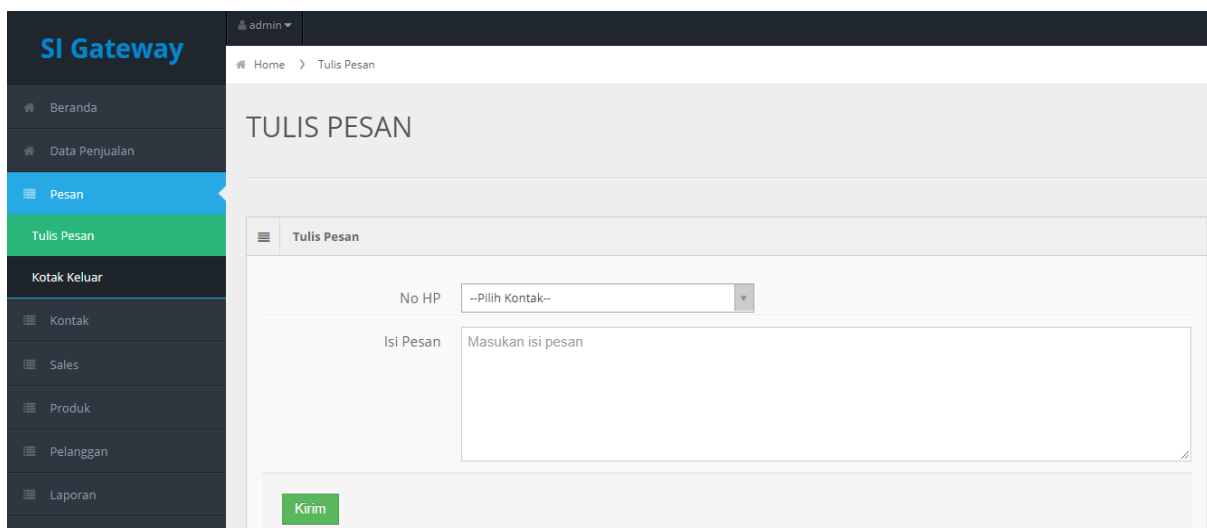 SI Gateway
admin
Home
Tulis Pesan
Beranda
Data Penjualan
Pesan
Tulis Pesan
Kotak Keluar
Kontak
Sales
Produk
Pelanggan
Laporan
TULIS PESAN
Tulis Pesan
No HP
--Pilih Kontak--
Isi Pesan
Masukan isi pesan
Kirim